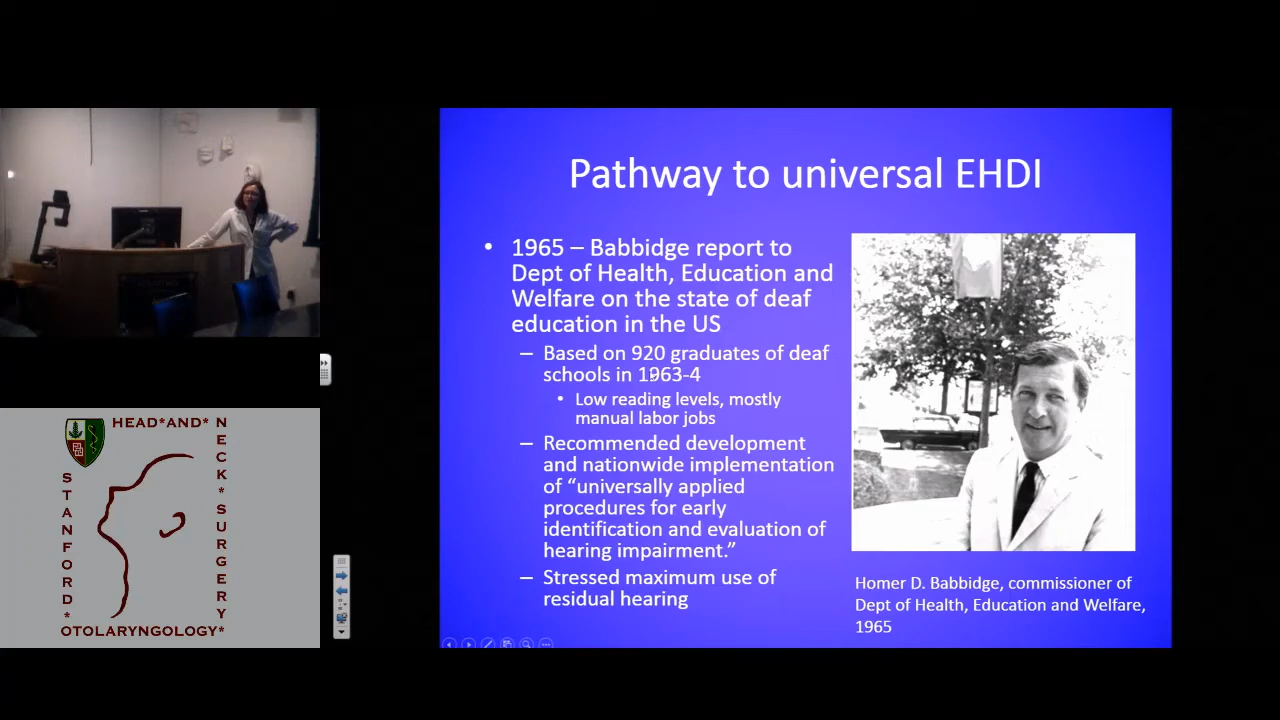 Pathway to universal EHDI
• 1965 – Babbidge report to
Dept of Health, Education and
Welfare on the state of deaf
education in the US
– Based on 920 graduates of deaf
schools in 1963-4
• Low reading levels, mostly
manual labor jobs
– Recommended development
and nationwide implementation
of “universally applied
procedures for early
identification and evaluation of
hearing impairment.”
– Stressed maximum use of
residual hearing
Homer D. Babbidge, commissioner of
Dept of Health, Education and Welfare,
1965
HEAD*AND*
NECK*SURGERY*
STANFORD*
OTOLARYNGOLOGY*